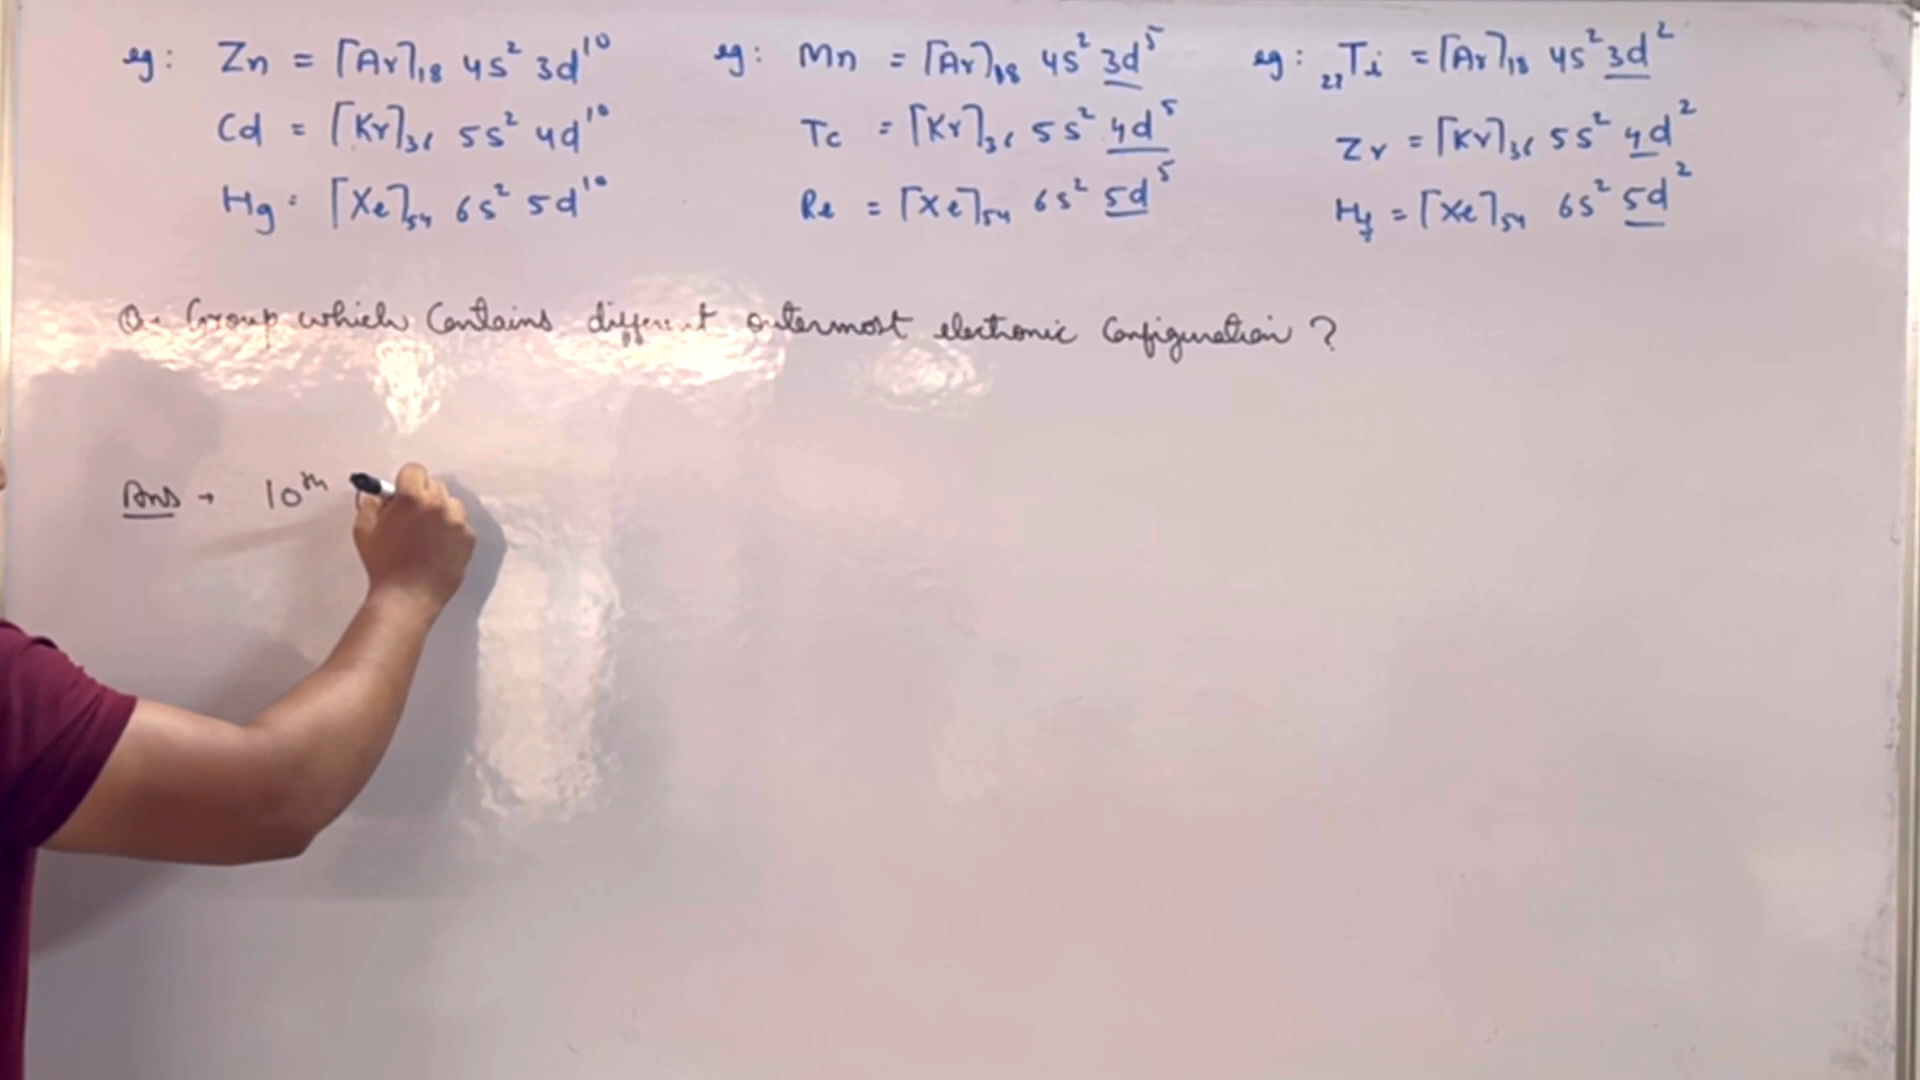 eg: Zn = [Ar]18 4s² 3d¹⁰
Cd = [Kr]36 5s² 4d¹⁰
Hg = [Xe]54 6s² 5d¹⁰
eg: Mn = [Ar]18 4s² 3d⁵
Tc = [Kr]36 5s² 4d⁵
Re = [Xe]54 6s² 5d⁵
eg: 22Ti = [Ar]18 4s² 3d²
Zr = [Kr]36 5s² 4d²
Hf = [Xe]54 6s² 5d²
Q. Group which Contains different outermost electronic Configuration ?
Ans → 10th